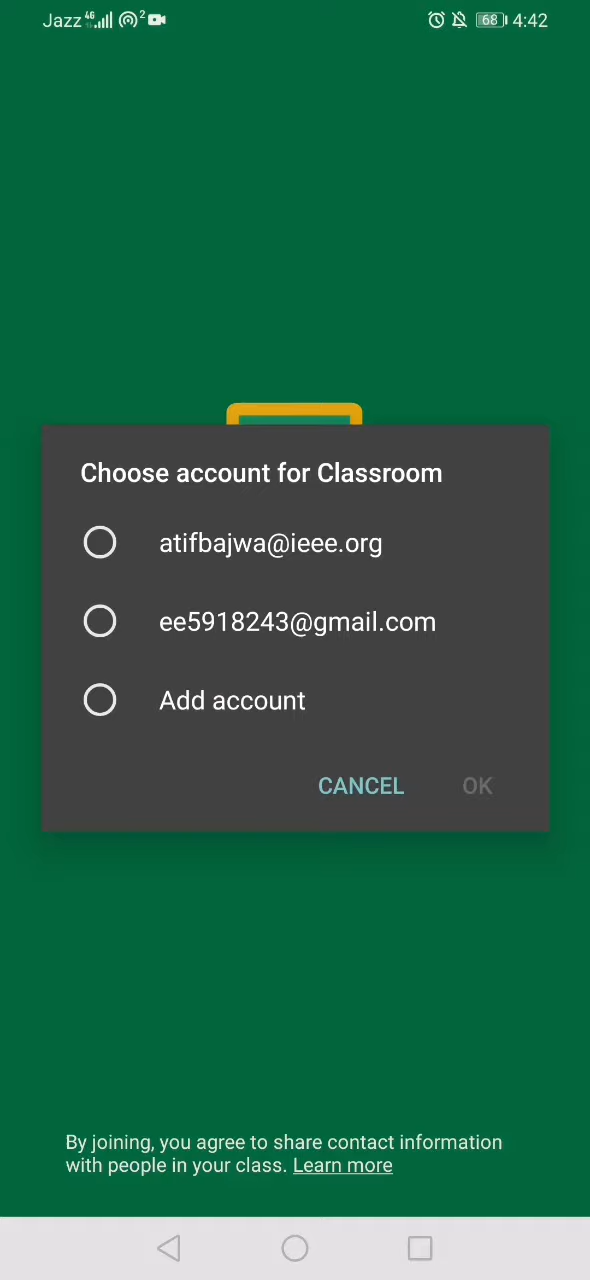 Jazz 4G 2 68 4:42
Choose account for Classroom
atifbajwa@ieee.org
ee5918243@gmail.com
Add account
CANCEL OK
By joining, you agree to share contact information
with people in your class. Learn more